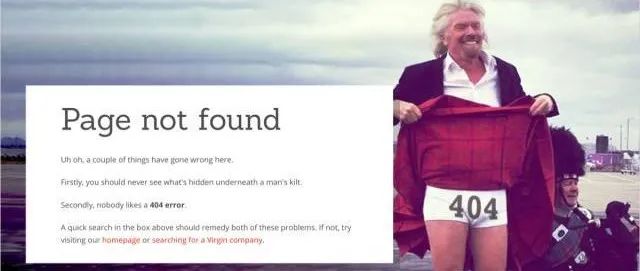 Page not found
Uh oh, a couple of things have gone wrong here.
Firstly, you should never see what's hidden underneath a man's kilt.
Secondly, nobody likes a 404 error.
A quick search in the box above should remedy both of these problems. If not, try
visiting our homepage or searching for a Virgin company.
404